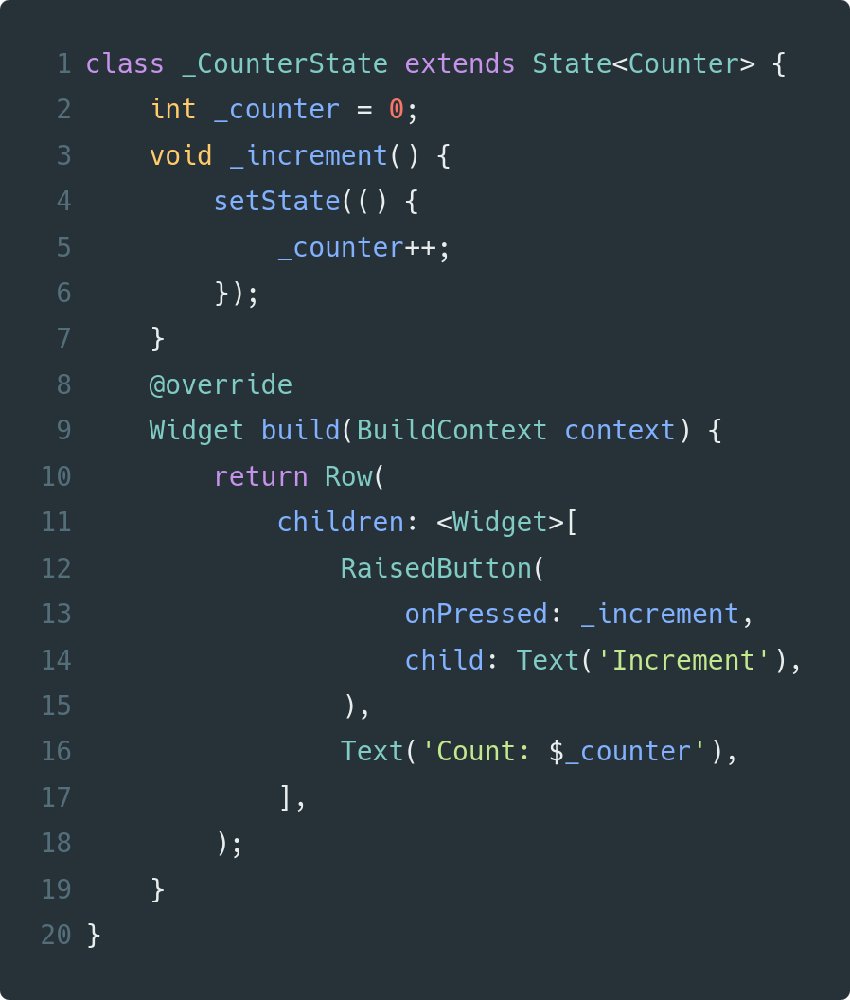 1 class _CounterState extends State<Counter> {
2     int _counter = 0;
3     void _increment() {
4         setState(() {
5             _counter++;
6         });
7     }
8     @override
9     Widget build(BuildContext context) {
10         return Row(
11             children: <Widget>[
12                 RaisedButton(
13                     onPressed: _increment,
14                     child: Text('Increment'),
15                 ),
16                 Text('Count: $_counter'),
17             ],
18         );
19     }
20 }